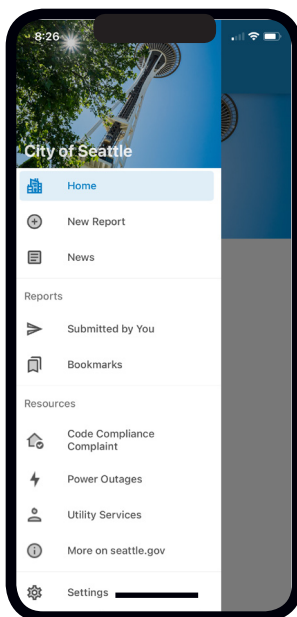 8:26
City of Seattle
Home
New Report
News
Reports
Submitted by You
Bookmarks
Resources
Code Compliance
Complaint
Power Outages
Utility Services
More on seattle.gov
Settings